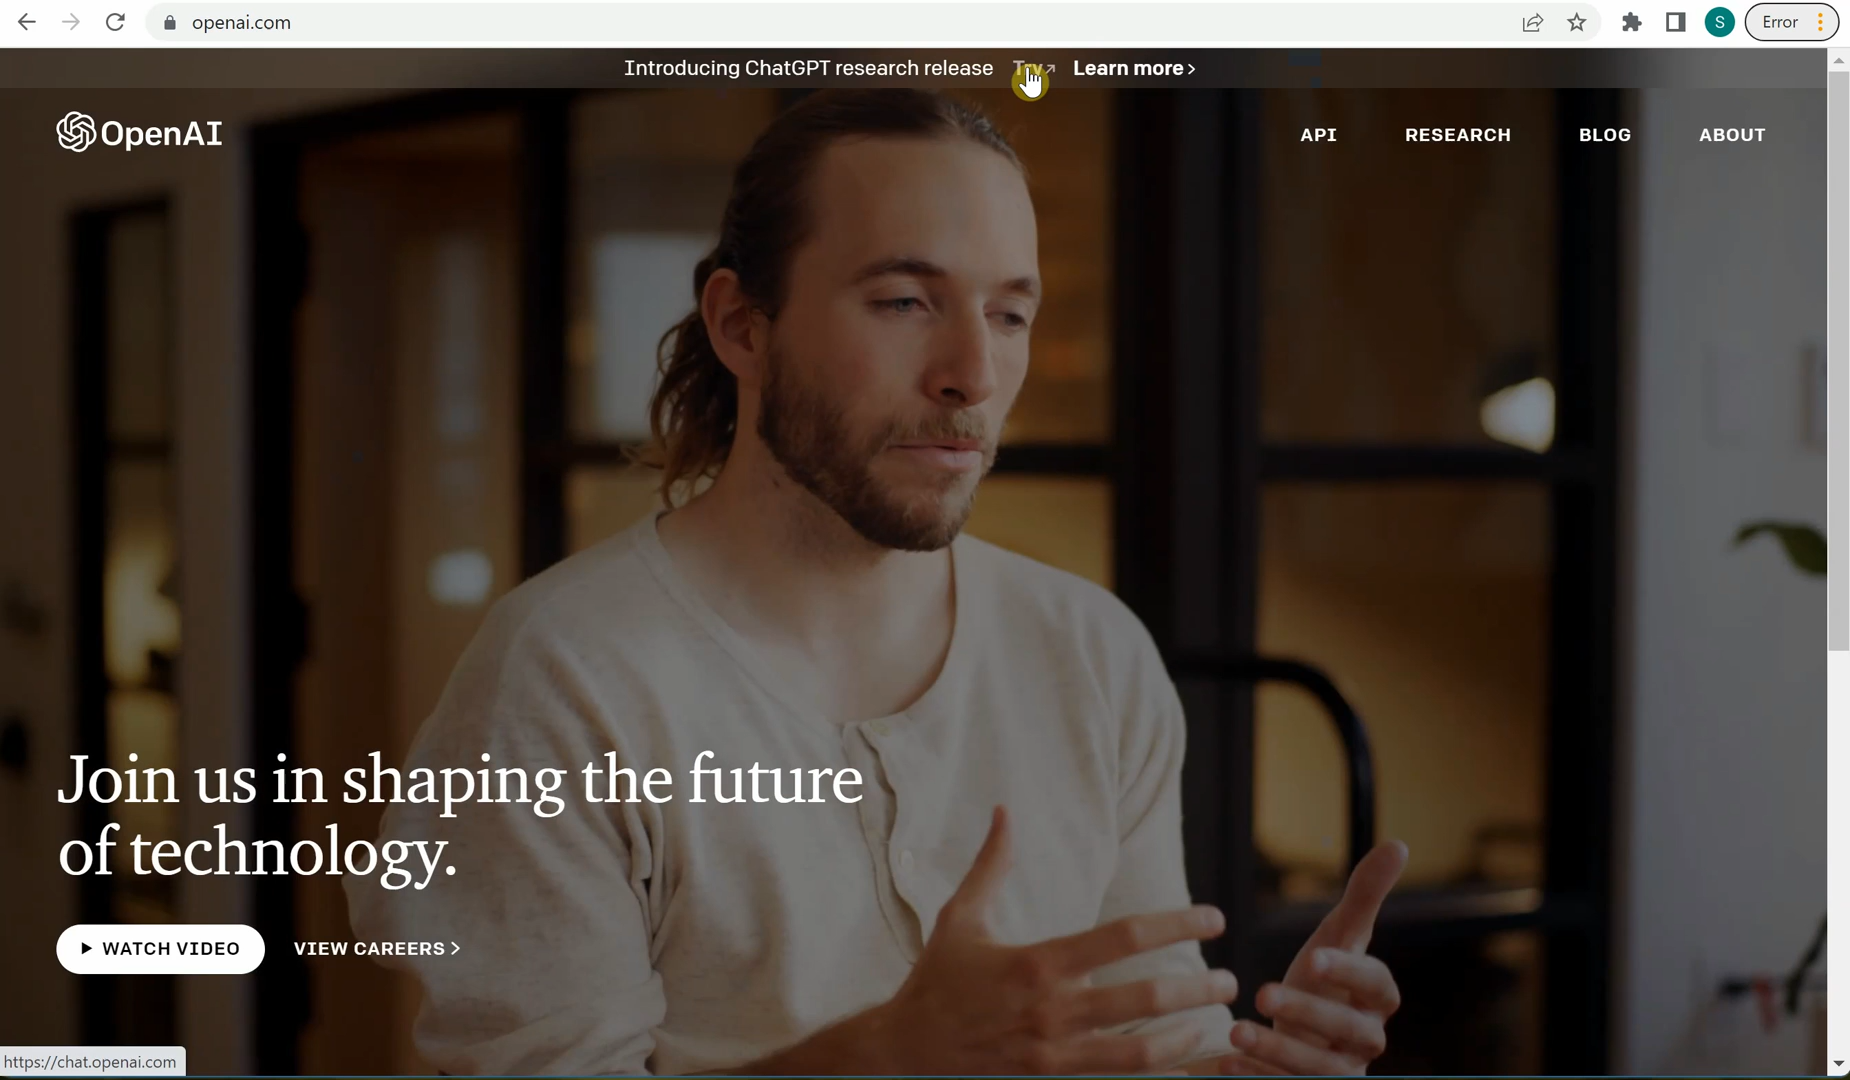 openai.com
S
Error
Introducing ChatGPT research release Try↗ Learn more >
OpenAI
API RESEARCH BLOG ABOUT
Join us in shaping the future
of technology.
WATCH VIDEO VIEW CAREERS >
https://chat.openai.com